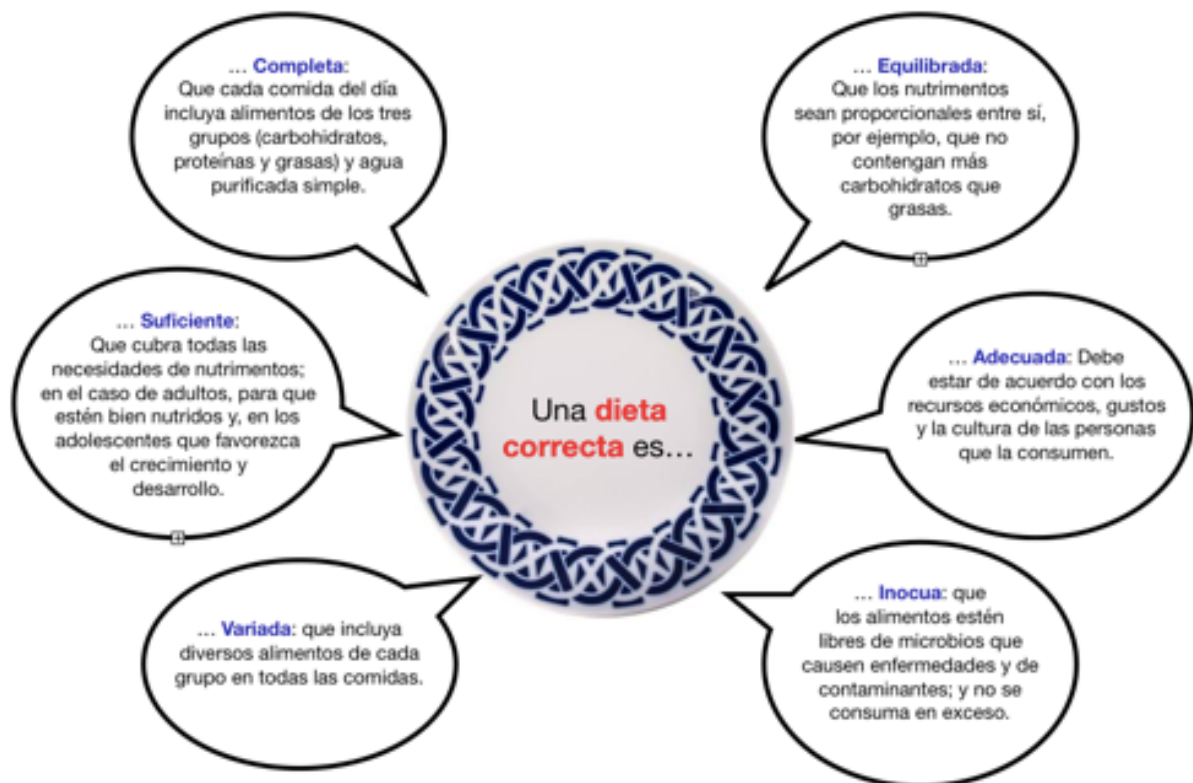 ... Completa:
Que cada comida del día
incluya alimentos de los tres
grupos (carbohidratos,
proteínas y grasas) y agua
purificada simple.
... Equilibrada:
Que los nutrimentos
sean proporcionales entre sí,
por ejemplo, que no
contengan más
carbohidratos que
grasas.
... Suficiente:
Que cubra todas las
necesidades de nutrimentos;
en el caso de adultos, para que
estén bien nutridos y, en los
adolescentes que favorezca
el crecimiento y
desarrollo.
Una dieta
correcta es...
... Adecuada: Debe
estar de acuerdo con los
recursos económicos, gustos
y la cultura de las personas
que la consumen.
... Variada: que incluya
diversos alimentos de cada
grupo en todas las comidas.
... Inocua: que
los alimentos estén
libres de microbios que
causen enfermedades y de
contaminantes; y no se
consuma en exceso.